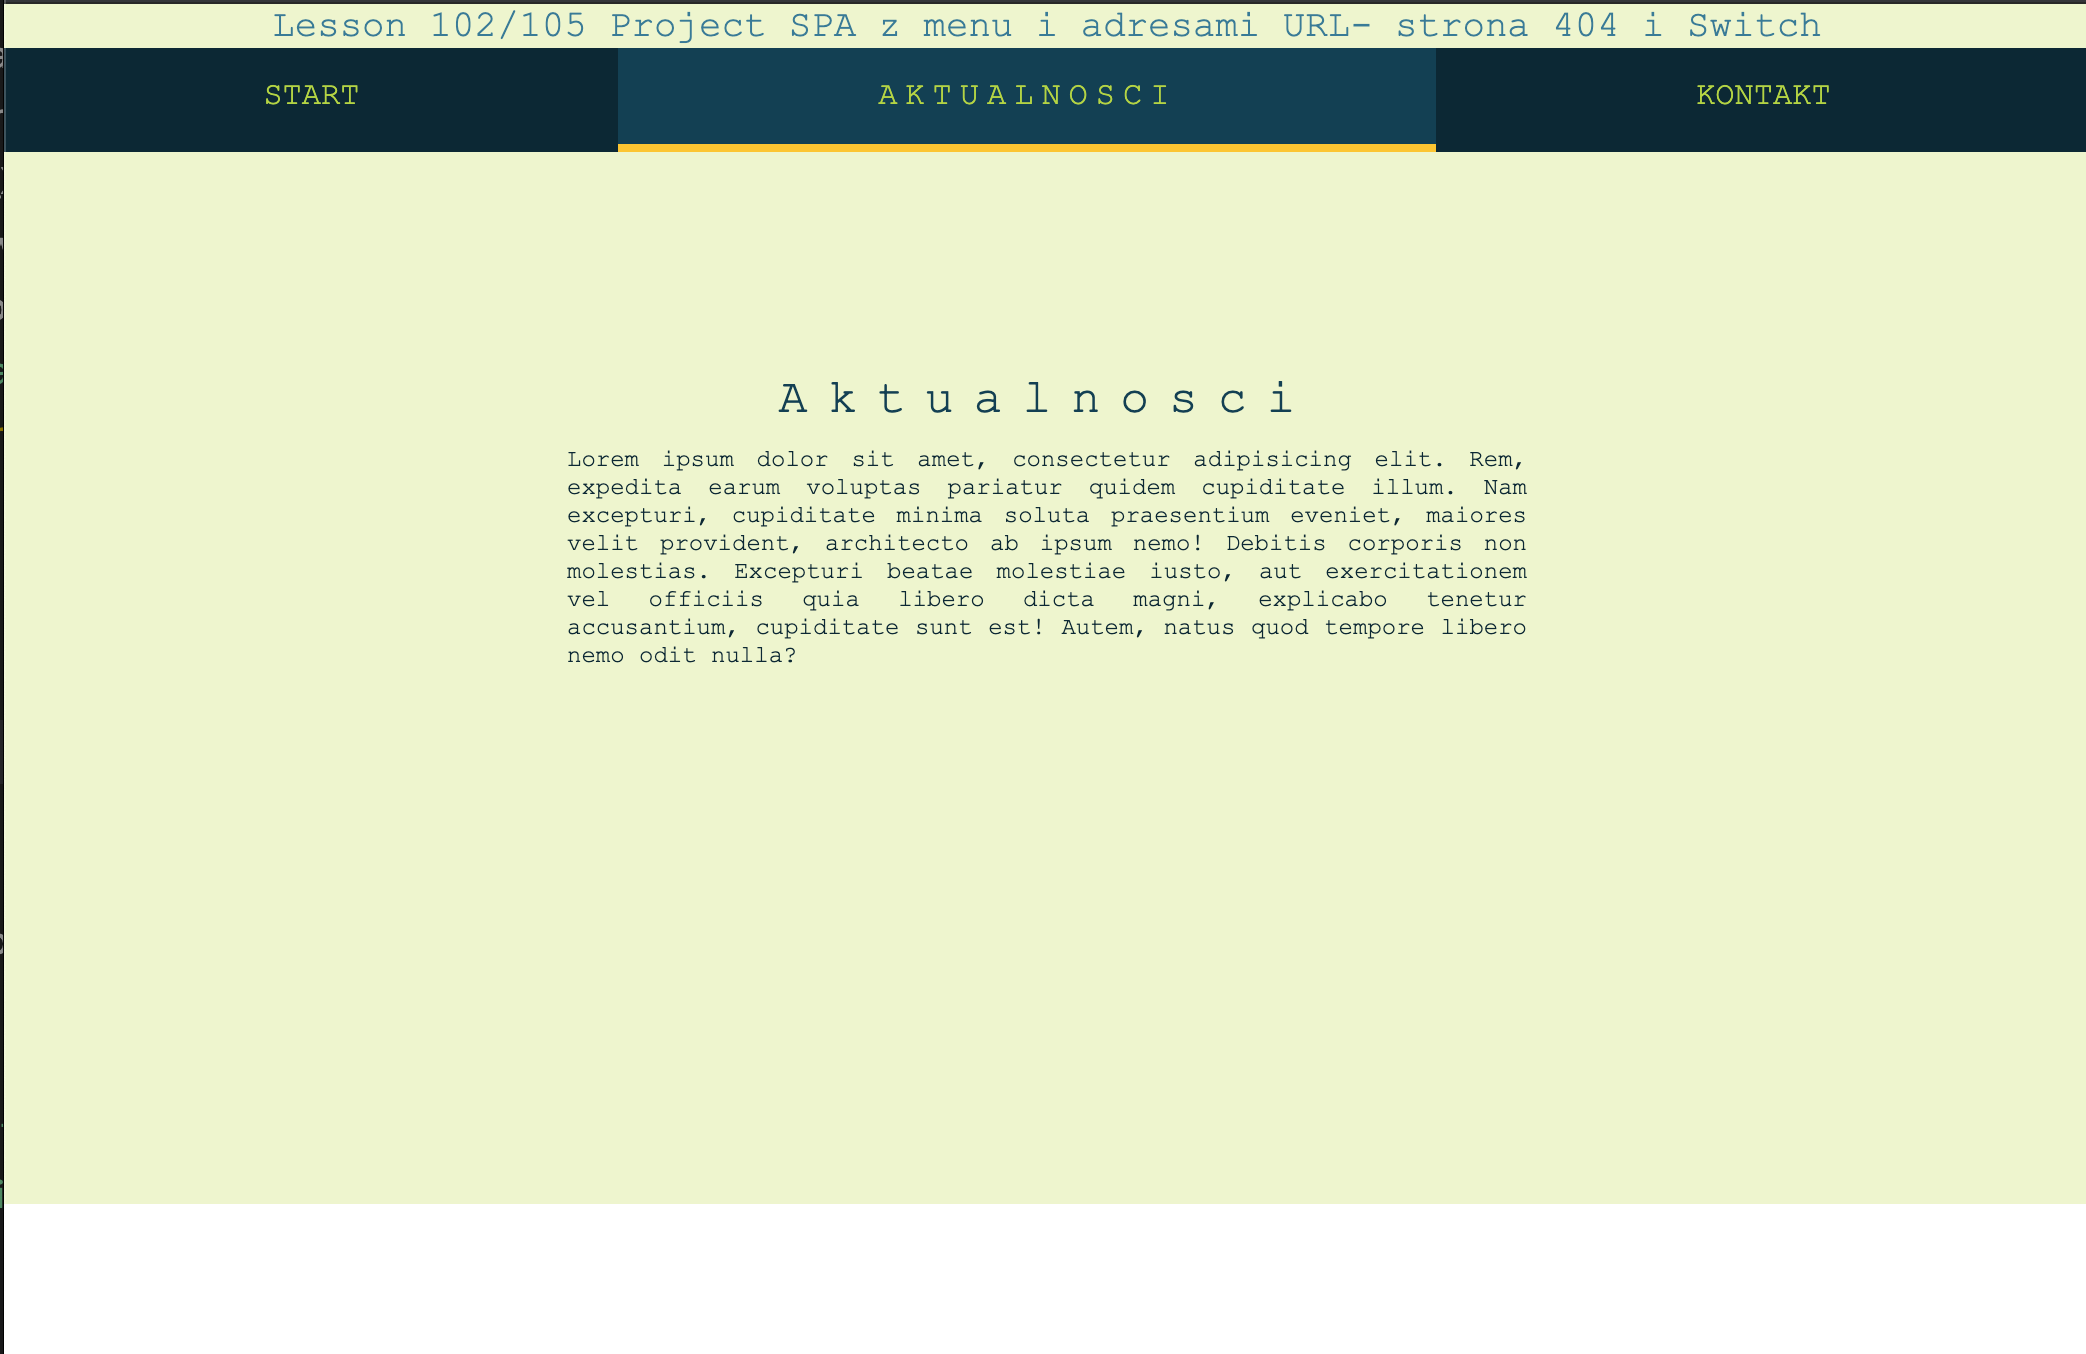 Lesson 102/105 Project SPA z menu i adresami URL- strona 404 i Switch
START AKTUALNOSCI KONTAKT
Aktualnosci
Lorem ipsum dolor sit amet, consectetur adipisicing elit. Rem,
expedita earum voluptas pariatur quidem cupiditate illum. Nam
excepturi, cupiditate minima soluta praesentium eveniet, maiores
velit provident, architecto ab ipsum nemo! Debitis corporis non
molestias. Excepturi beatae molestiae iusto, aut exercitationem
vel officiis quia libero dicta magni, explicabo tenetur
accusantium, cupiditate sunt est! Autem, natus quod tempore libero
nemo odit nulla?